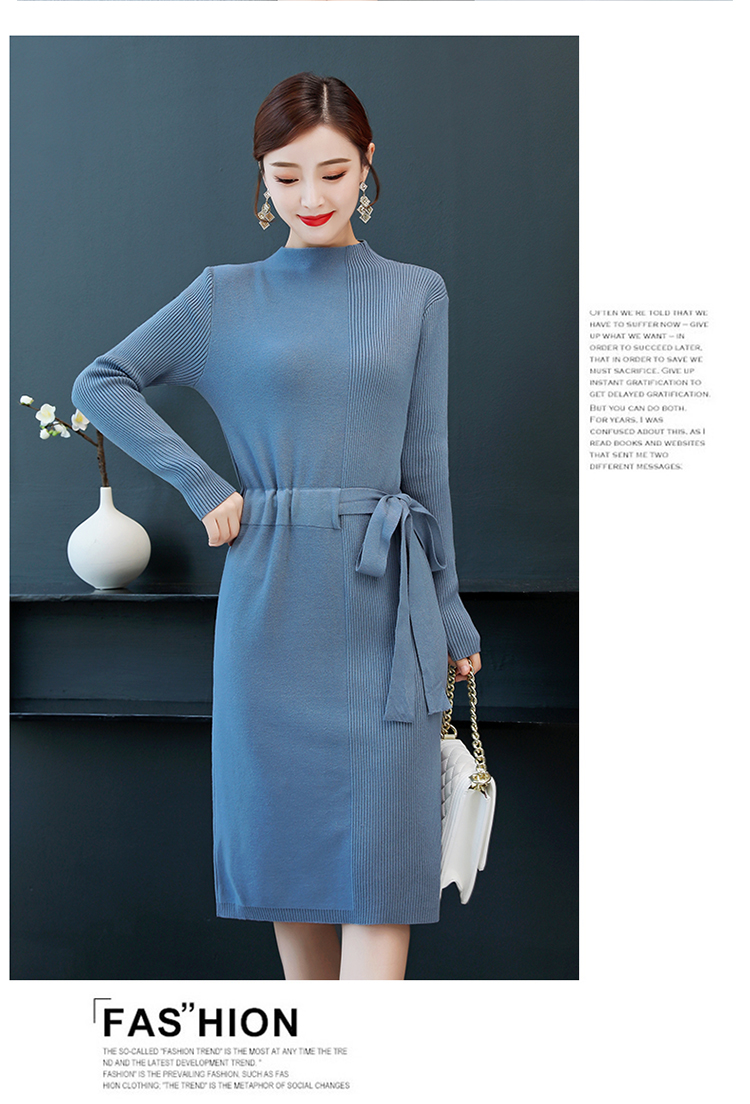 OFTEN WE'RE TOLD THAT WE
HAVE TO SUFFER NOW – GIVE
UP WHAT WE WANT – IN
ORDER TO SUCCEED LATER,
THAT IN ORDER TO SAVE WE
MUST SACRIFICE. GIVE UP
INSTANT GRATIFICATION TO
GET DELAYED GRATIFICATION.
BUT YOU CAN DO BOTH.
FOR YEARS, I WAS
CONFUSED ABOUT THIS, AS I
READ BOOKS AND WEBSITES
THAT SENT ME TWO
DIFFERENT MESSAGES:
「FAS”HION
THE SO-CALLED "FASHION TREND" IS THE MOST AT ANY TIME THE TRE
ND AND THE LATEST DEVELOPMENT TREND. "
FASHION" IS THE PREVAILING FASHION, SUCH AS FAS
HION CLOTHING; "THE TREND" IS THE METAPHOR OF SOCIAL CHANGES